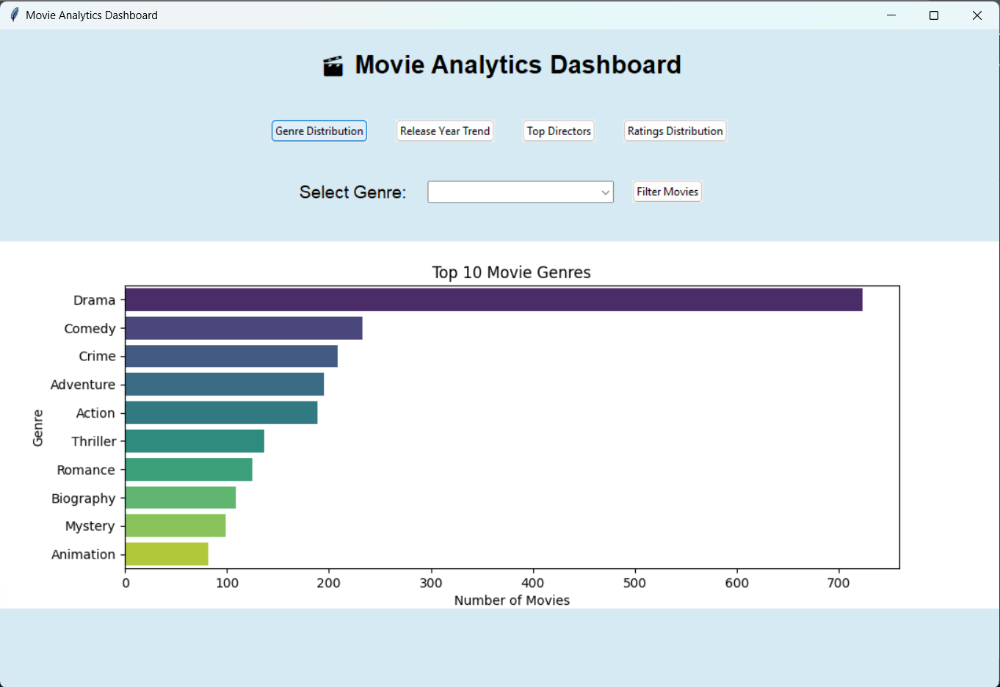 Movie Analytics Dashboard
🎬 Movie Analytics Dashboard
Genre Distribution Release Year Trend Top Directors Ratings Distribution
Select Genre: Filter Movies
Top 10 Movie Genres
Drama
Comedy
Crime
Adventure
Action
Thriller
Romance
Biography
Mystery
Animation
Genre
0 100 200 300 400 500 600 700
Number of Movies